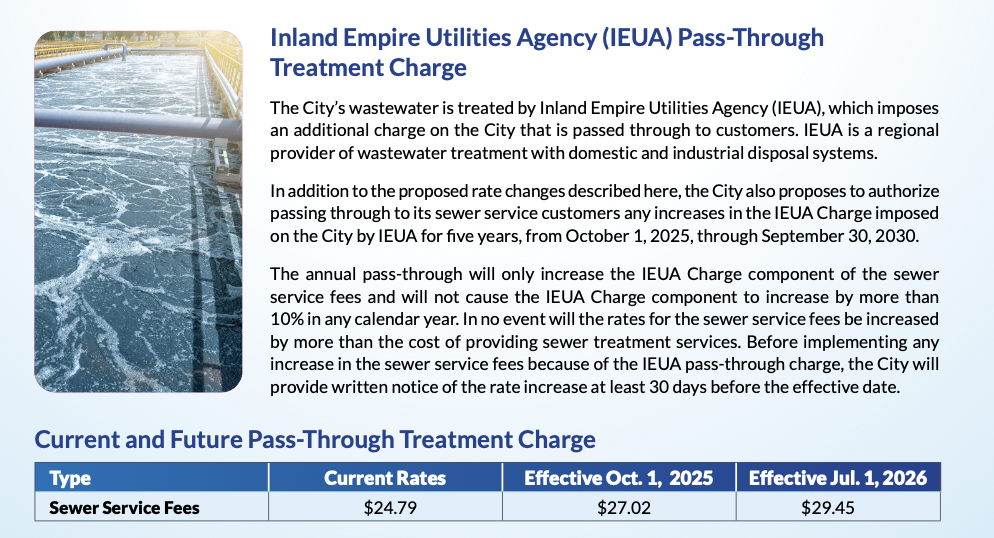 Inland Empire Utilities Agency (IEUA) Pass-Through
Treatment Charge
The City's wastewater is treated by Inland Empire Utilities Agency (IEUA), which imposes
an additional charge on the City that is passed through to customers. IEUA is a regional
provider of wastewater treatment with domestic and industrial disposal systems.
In addition to the proposed rate changes described here, the City also proposes to authorize
passing through to its sewer service customers any increases in the IEUA Charge imposed
on the City by IEUA for five years, from October 1, 2025, through September 30, 2030.
The annual pass-through will only increase the IEUA Charge component of the sewer
service fees and will not cause the IEUA Charge component to increase by more than
10% in any calendar year. In no event will the rates for the sewer service fees be increased
by more than the cost of providing sewer treatment services. Before implementing any
increase in the sewer service fees because of the IEUA pass-through charge, the City will
provide written notice of the rate increase at least 30 days before the effective date.
Current and Future Pass-Through Treatment Charge
Type Current Rates Effective Oct. 1, 2025 Effective Jul. 1, 2026
Sewer Service Fees $24.79 $27.02 $29.45